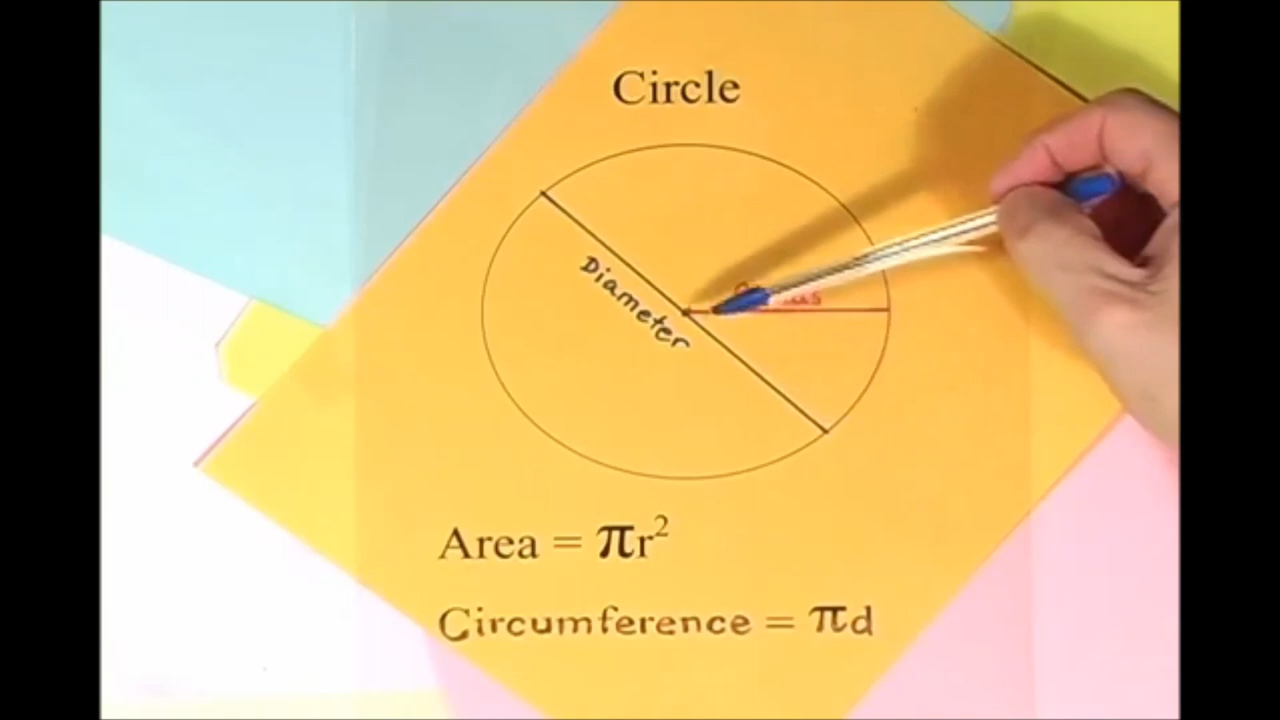 Circle
Diameter
Area = πr²
Circumference = πd